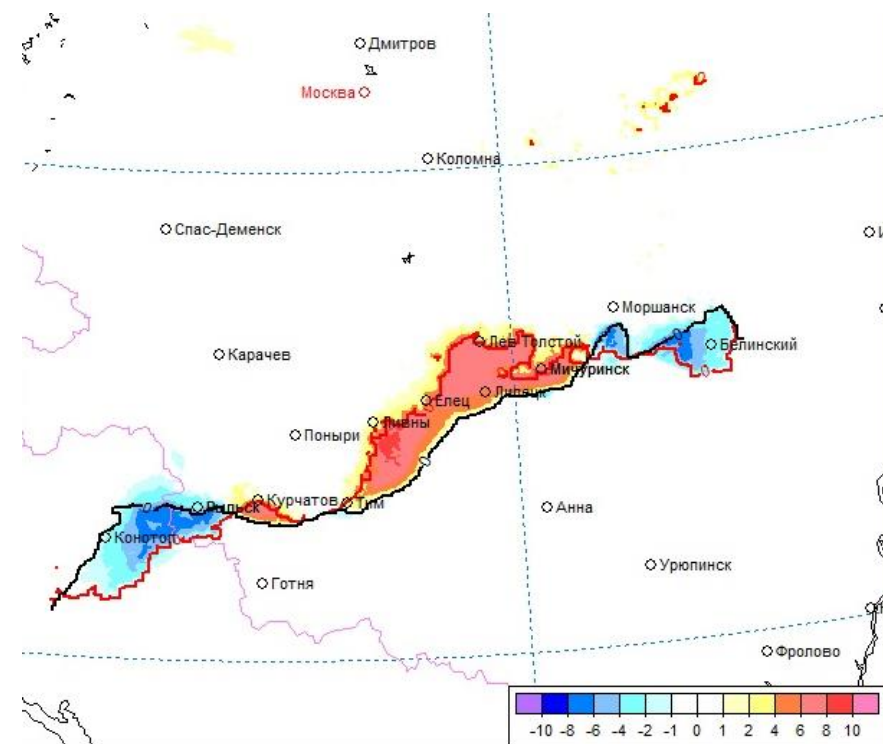 Дмитров
Москва
Коломна
Спас-Деменск
Моршанск
Лев Толстой
Белинский
Карачев
Мичуринск
Липецк
Елец
Ливны
Поныри
Курчатов
Тим
Рыльск
Анна
Конотоп
Урюпинск
Готня
Фролово
-10 -8 -6 -4 -2 -1 0 1 2 4 6 8 10